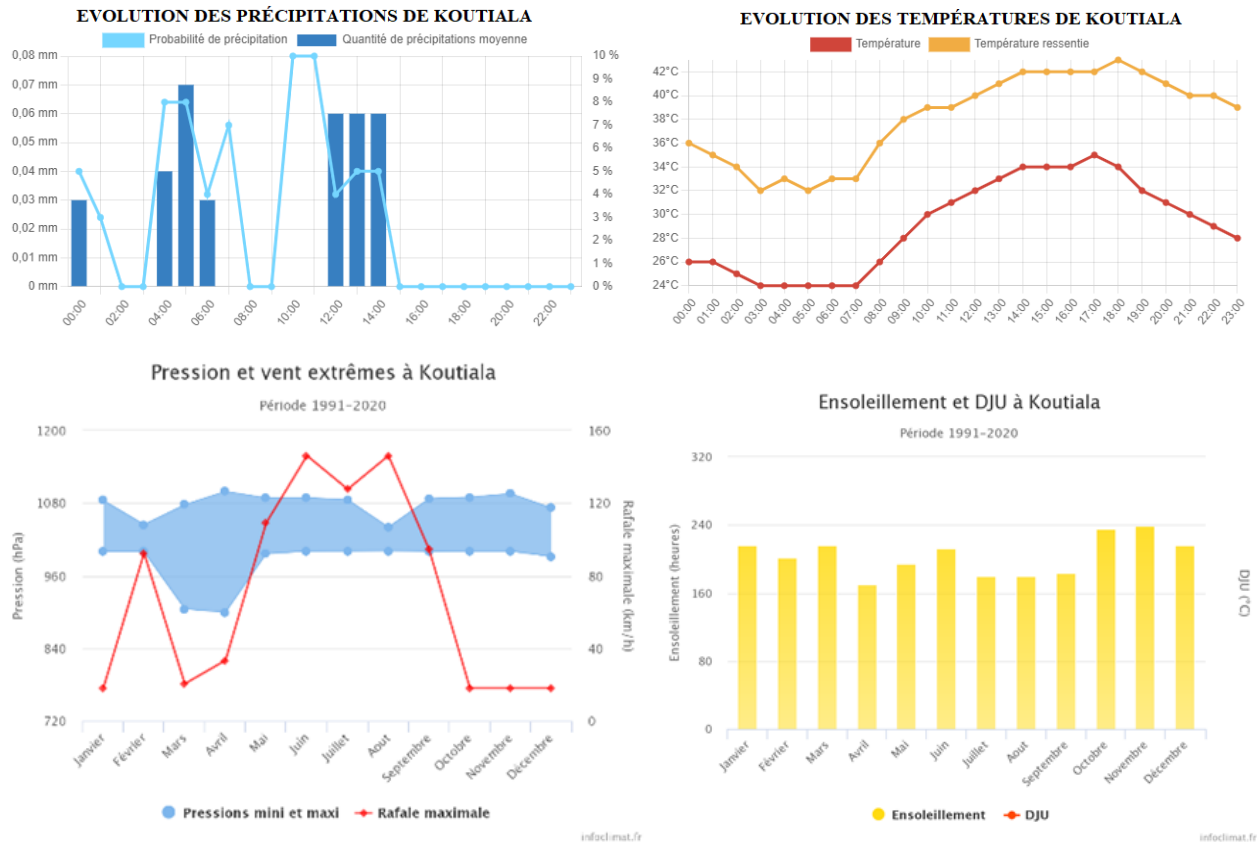 EVOLUTION DES PRÉCIPITATIONS DE KOUTIALA
Probabilité de précipitation Quantité de précipitations moyenne
0,08 mm 10 %
9 %
0,07 mm
8 %
0,06 mm
7 %
0,05 mm
6 %
0,04 mm 5 %
4 %
0,03 mm
3 %
0,02 mm
2 %
0,01 mm
1 %
0 mm 0 %
00:00 02:00 04:00 06:00 08:00 10:00 12:00 14:00 16:00 18:00 20:00 22:00
EVOLUTION DES TEMPÉRATURES DE KOUTIALA
Température Température ressentie
42°C
40°C
38°C
36°C
34°C
32°C
30°C
28°C
26°C
24°C
00:00 01:00 02:00 03:00 04:00 05:00 06:00 07:00 08:00 09:00 10:00 11:00 12:00 13:00 14:00 15:00 16:00 17:00 18:00 19:00 20:00 21:00 22:00 23:00
Pression et vent extrêmes à Koutiala
Période 1991-2020
1200 160
1080 120
960 80
840 40
720 0
Pression (hPa)
Rafale maximale (km/h)
Janvier Février Mars Avril Mai Juin Juillet Aout Septembre Octobre Novembre Décembre
Pressions mini et maxi Rafale maximale
infoclimat.fr
Ensoleillement et DJU à Koutiala
Période 1991-2020
320
240
160
80
0
Ensoleillement (heures)
DJU (°C)
Janvier Février Mars Avril Mai Juin Juillet Aout Septembre Octobre Novembre Décembre
Ensoleillement DJU
infoclimat.fr